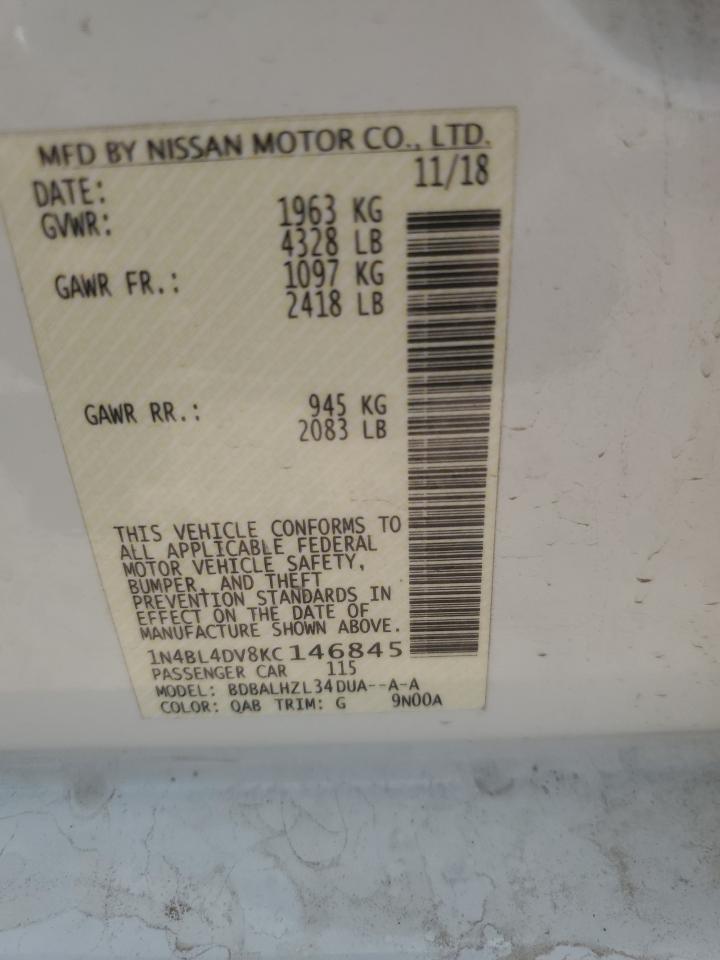 MFD BY NISSAN MOTOR CO., LTD.
DATE: 11/18
GVWR: 1963 KG
4328 LB
GAWR FR.: 1097 KG
2418 LB
GAWR RR.: 945 KG
2083 LB
THIS VEHICLE CONFORMS TO
ALL APPLICABLE FEDERAL
MOTOR VEHICLE SAFETY,
BUMPER, AND THEFT
PREVENTION STANDARDS IN
EFFECT ON THE DATE OF
MANUFACTURE SHOWN ABOVE.
1N4BL4DV8KC146845
PASSENGER CAR 115
MODEL: BDBALHZL34DUA--A-A
COLOR: QAB TRIM: G 9N00A